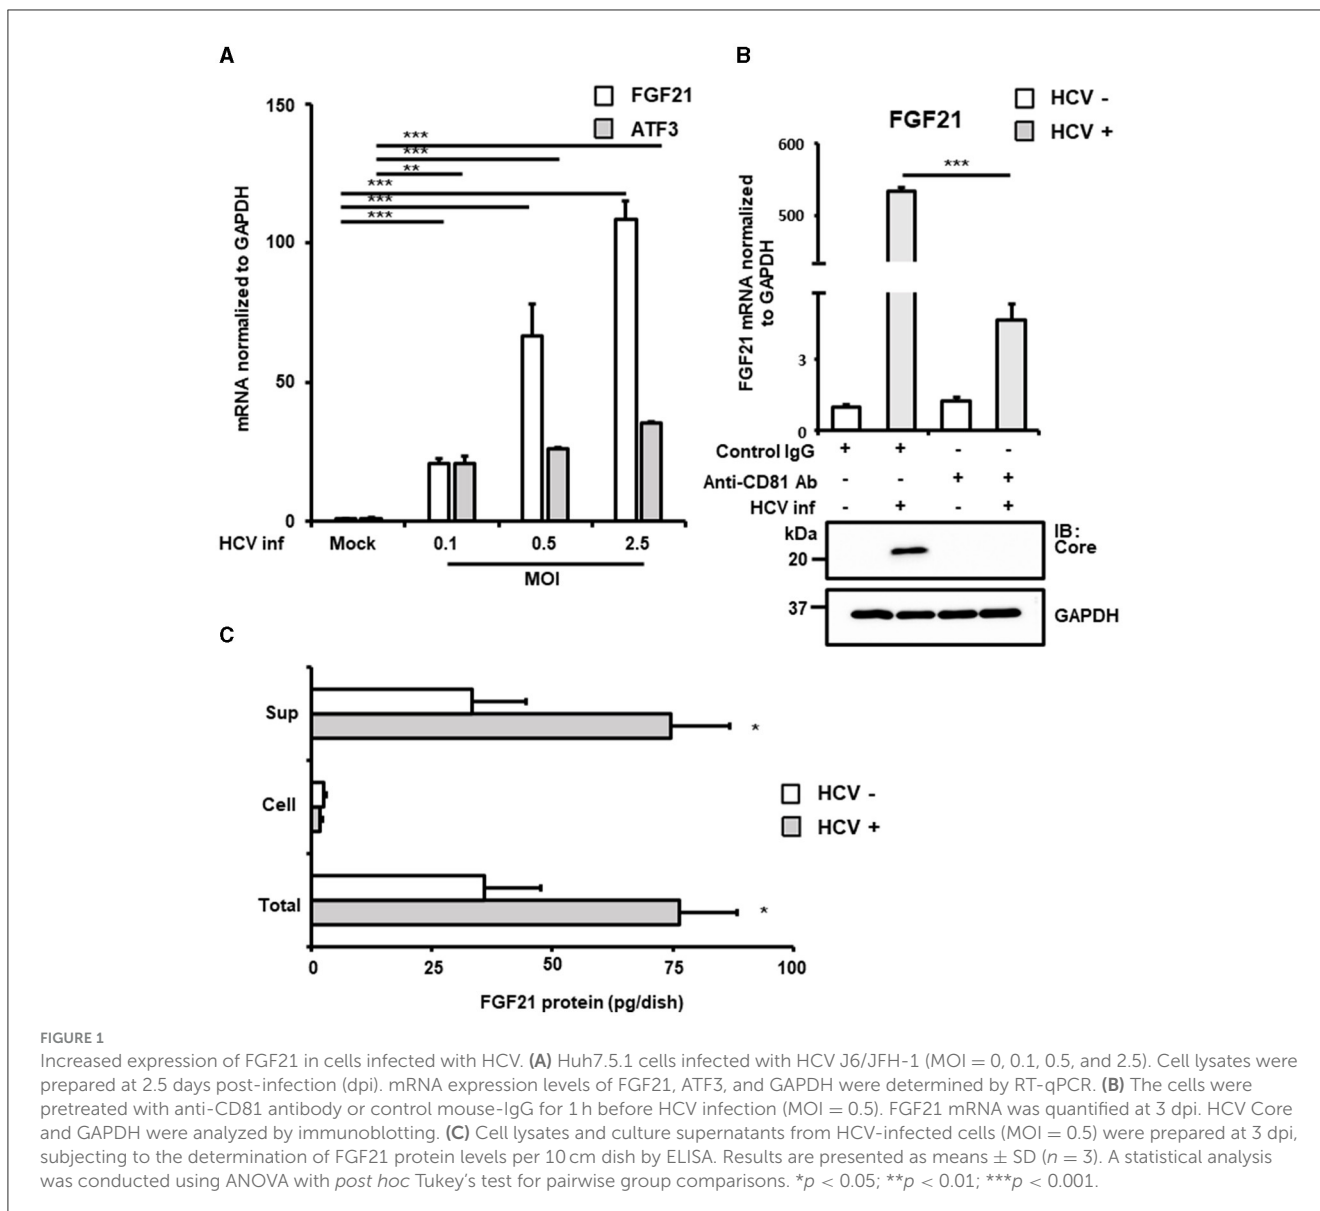 A
150
FGF21
ATF3
***
***
**
***
***
***
100
50
0
mRNA normalized to GAPDH
HCV inf Mock 0.1 0.5 2.5
MOI
B
HCV -
HCV +
FGF21
600
***
500
3
0
FGF21 mRNA normalized
to GAPDH
Control IgG + + - -
Anti-CD81 Ab - - + +
HCV inf - + - +
kDa
20
IB:
Core
37
GAPDH
C
Sup
*
Cell
HCV -
HCV +
Total
*
0 25 50 75 100
FGF21 protein (pg/dish)
FIGURE 1
Increased expression of FGF21 in cells infected with HCV. (A) Huh7.5.1 cells infected with HCV J6/JFH-1 (MOI = 0, 0.1, 0.5, and 2.5). Cell lysates were
prepared at 2.5 days post-infection (dpi). mRNA expression levels of FGF21, ATF3, and GAPDH were determined by RT-qPCR. (B) The cells were
pretreated with anti-CD81 antibody or control mouse-IgG for 1 h before HCV infection (MOI = 0.5). FGF21 mRNA was quantified at 3 dpi. HCV Core
and GAPDH were analyzed by immunoblotting. (C) Cell lysates and culture supernatants from HCV-infected cells (MOI = 0.5) were prepared at 3 dpi,
subjecting to the determination of FGF21 protein levels per 10 cm dish by ELISA. Results are presented as means ± SD (n = 3). A statistical analysis
was conducted using ANOVA with post hoc Tukey's test for pairwise group comparisons. *p < 0.05; **p < 0.01; ***p < 0.001.